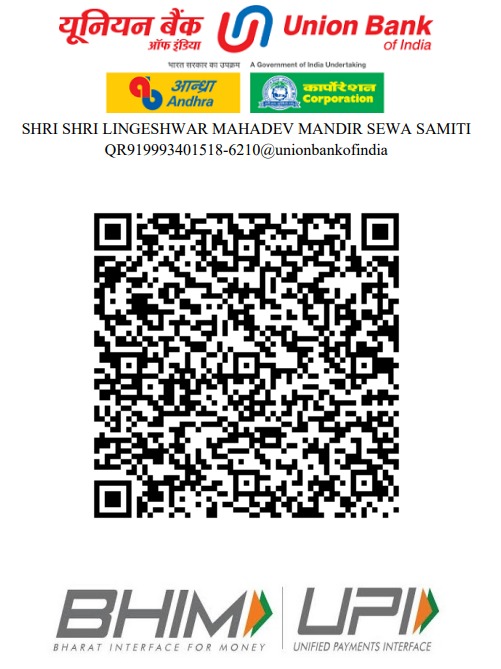 यूनियन बैंक
ऑफ इंडिया
Union Bank
of India
भारत सरकार का उपक्रम A Government of India Undertaking
आन्ध्रा
Andhra
कार्पोरेशन
Corporation
SHRI SHRI LINGESHWAR MAHADEV MANDIR SEWA SAMITI
QR919993401518-6210@unionbankofindia
BHIM
BHARAT INTERFACE FOR MONEY
UPI
UNIFIED PAYMENTS INTERFACE